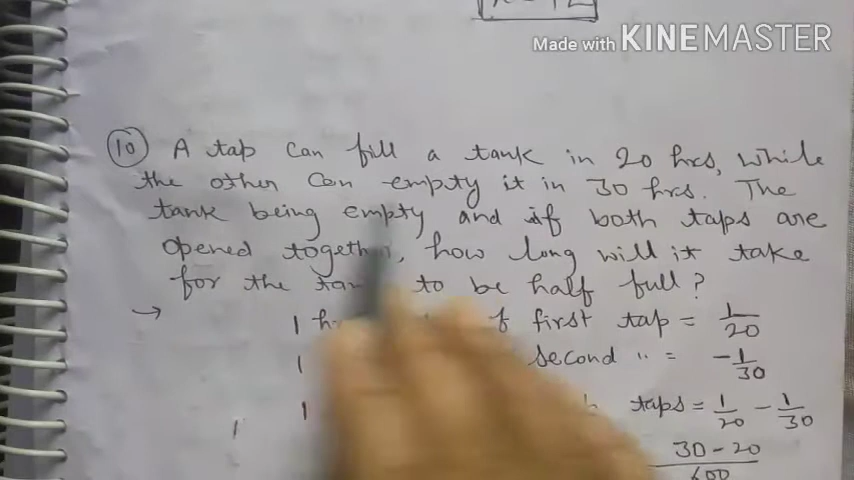 Made with KINEMASTER
⑩ A tap can fill a tank in 20 hrs, while
the other can empty it in 30 hrs. The
tank being empty and if both taps are
opened together, how long will it take
for the to be half full?
→ 1 first tap = 1/20
1 second " = -1/30
1 taps = 1/20 - 1/30
30 - 20
600